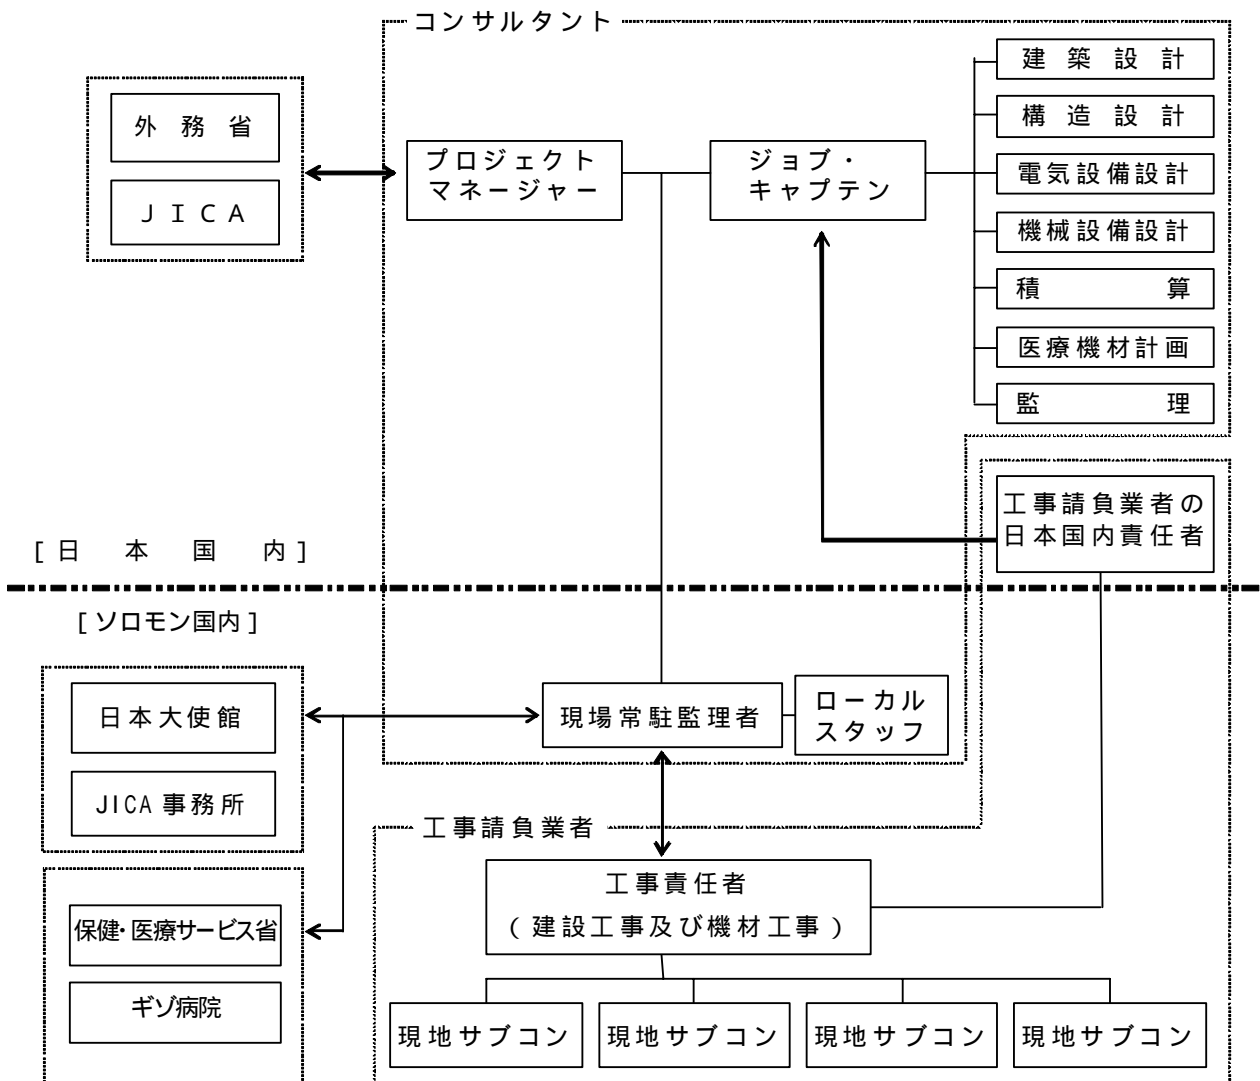 コンサルタント
外務省
JICA
プロジェクト
マネージャー
ジョブ・
キャプテン
建築設計
構造設計
電気設備設計
機械設備設計
積算
医療機材計画
監理
工事請負業者の
日本国内責任者
[日本国内]
[ソロモン国内]
日本大使館
JICA事務所
現場常駐監理者
ローカル
スタッフ
保健・医療サービス省
ギゾ病院
工事請負業者
工事責任者
(建設工事及び機材工事)
現地サブコン
現地サブコン
現地サブコン
現地サブコン